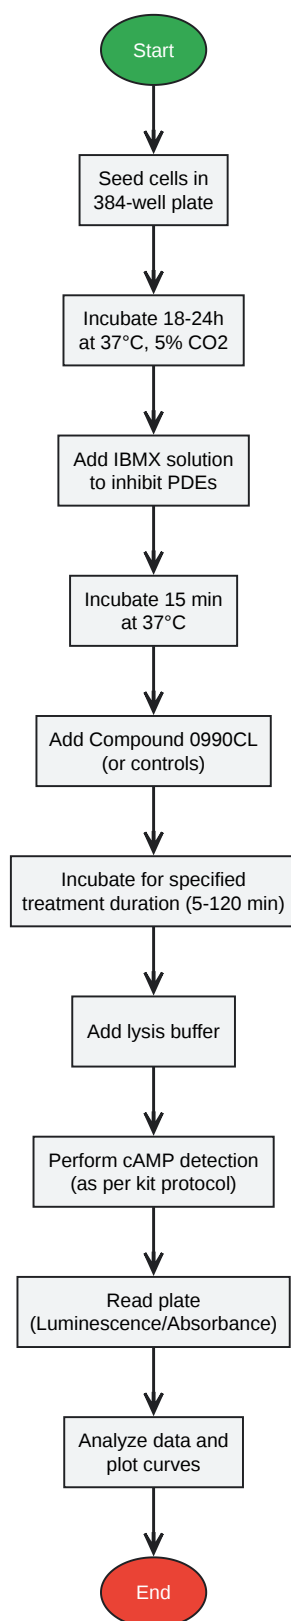 Start
Seed cells in
384-well plate
Incubate 18-24h
at 37°C, 5% CO2
Add IBMX solution
to inhibit PDEs
Incubate 15 min
at 37°C
Add Compound 0990CL
(or controls)
Incubate for specified
treatment duration (5-120 min)
Add lysis buffer
Perform cAMP detection
(as per kit protocol)
Read plate
(Luminescence/Absorbance)
Analyze data and
plot curves
End